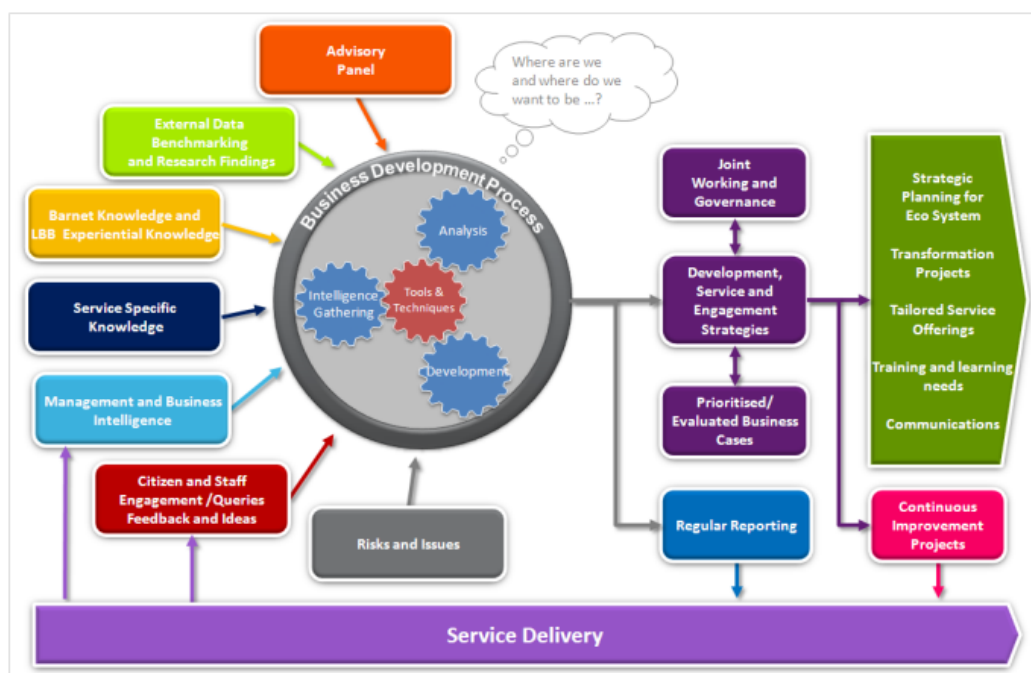 Advisory
Panel
Where are we
and where do we
want to be ...?
External Data
Benchmarking
and Research Findings
Barnet Knowledge and
LBB Experiential Knowledge
Service Specific
Knowledge
Management and Business
Intelligence
Citizen and Staff
Engagement /Queries
Feedback and Ideas
Risks and Issues
Business Development Process
Analysis
Intelligence
Gathering
Tools &
Techniques
Development
Joint
Working and
Governance
Development,
Service and
Engagement
Strategies
Prioritised/
Evaluated Business
Cases
Regular Reporting
Strategic
Planning for
Eco System
Transformation
Projects
Tailored Service
Offerings
Training and learning
needs
Communications
Continuous
Improvement
Projects
Service Delivery